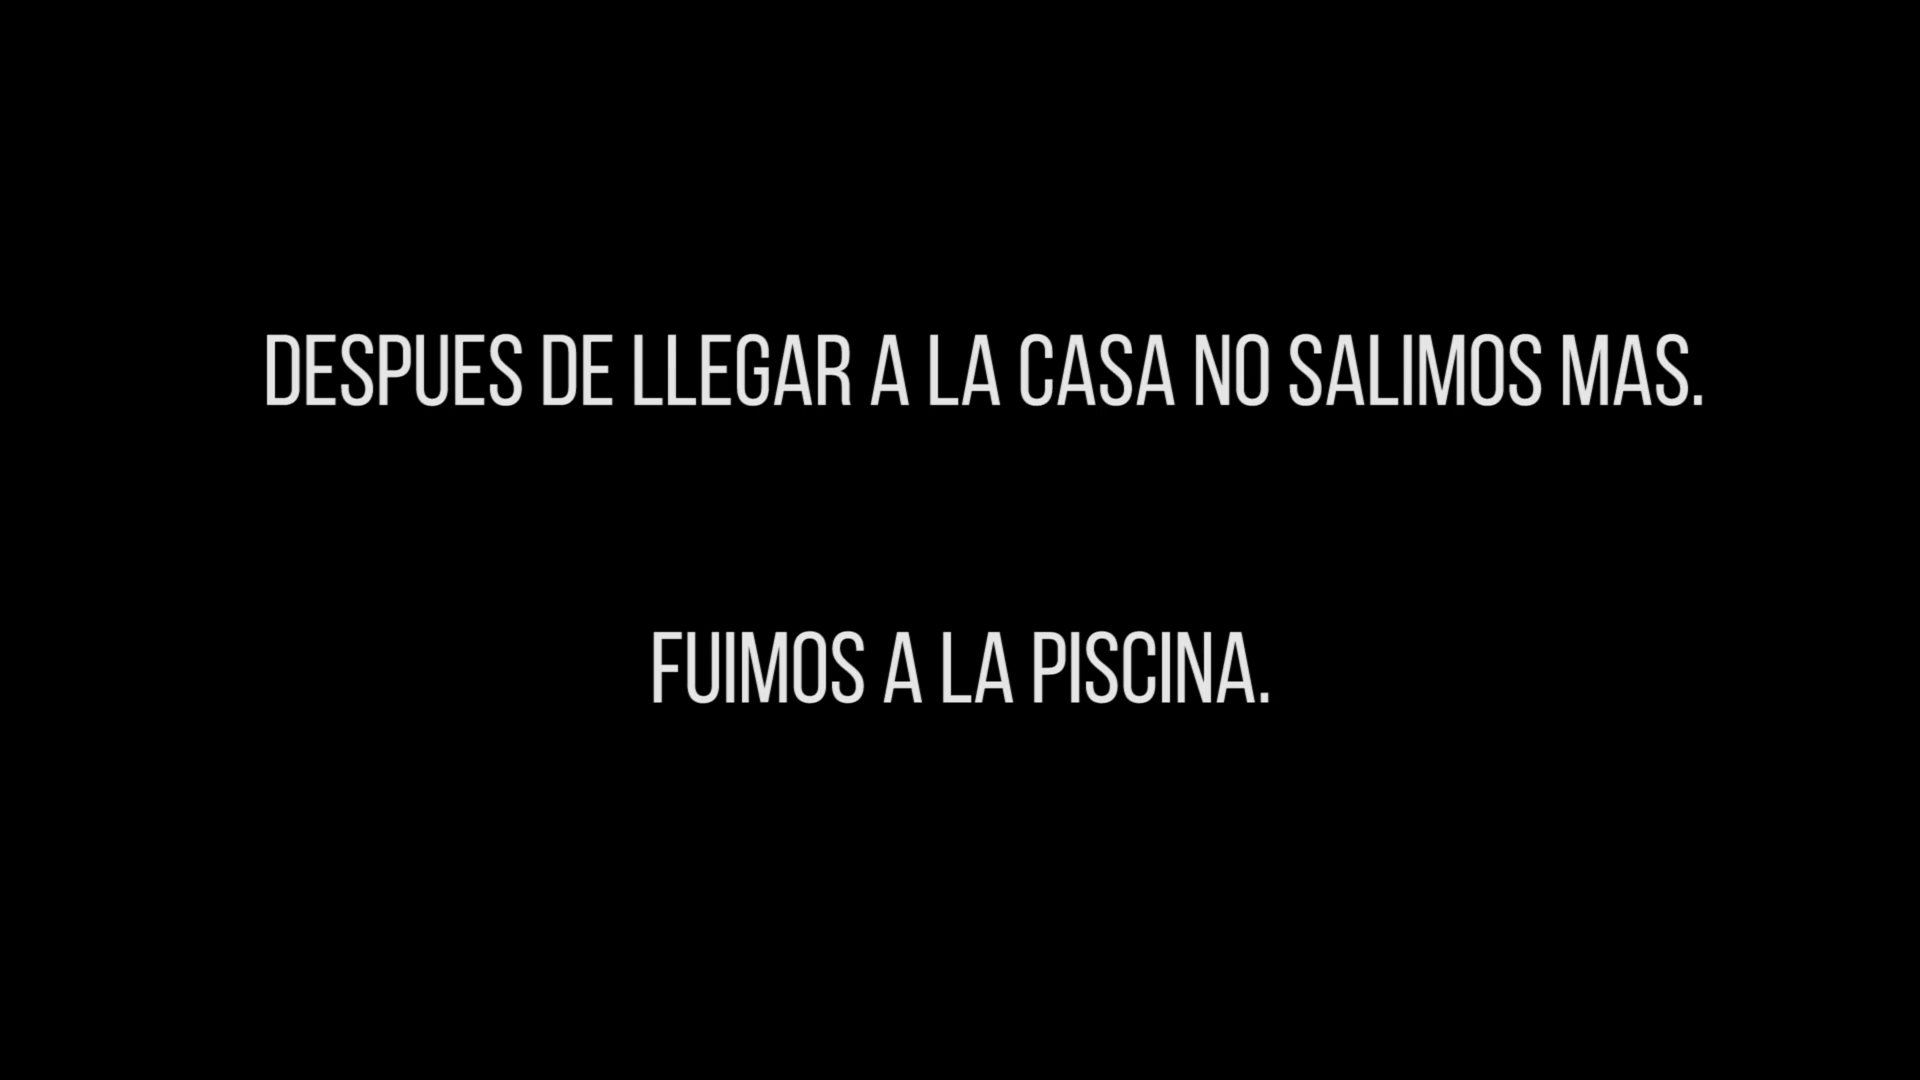 DESPUES DE LLEGAR A LA CASA NO SALIMOS MAS.
FUIMOS A LA PISCINA.